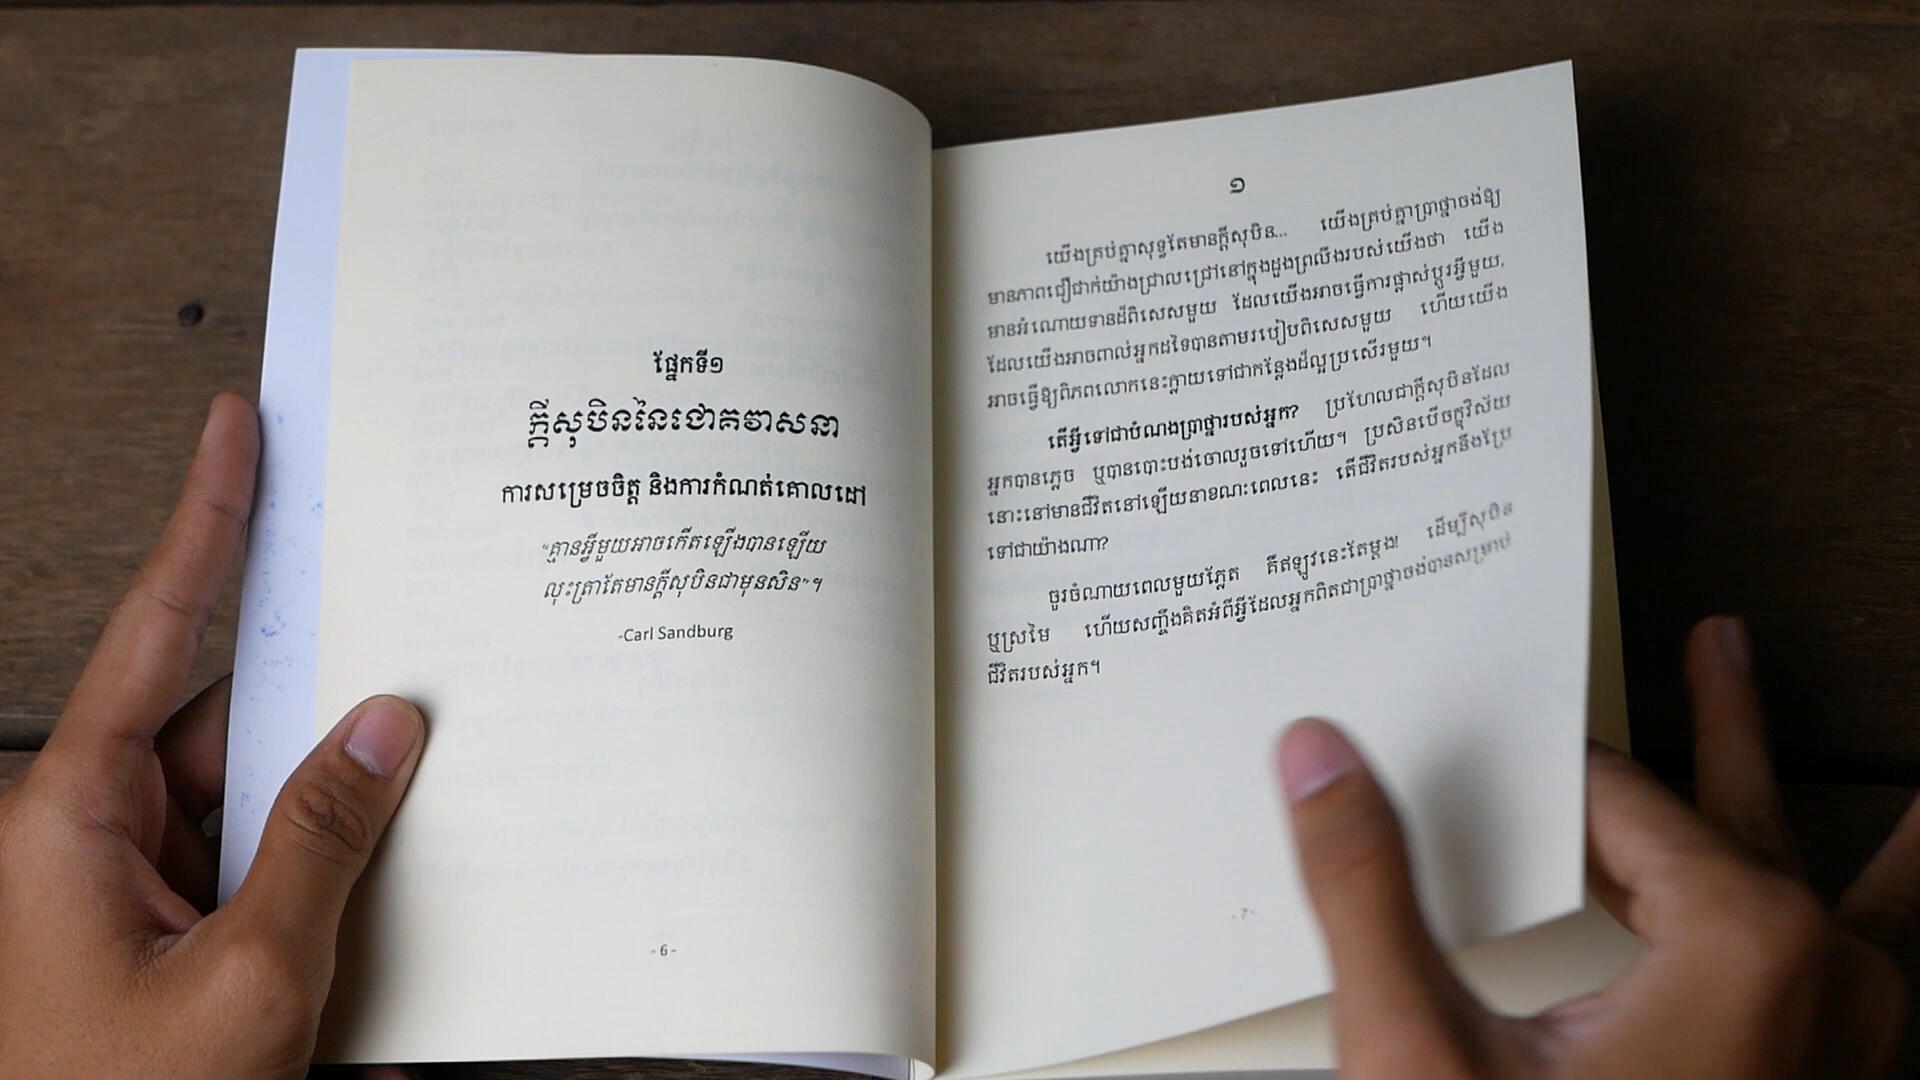 ផ្នែកទី១
ក្ដីសុបិននៃជោគវាសនា
ការសម្រេចចិត្ត និងការកំណត់គោលដៅ
“គ្មានអ្វីមួយអាចកើតឡើងបានឡើយ
លុះត្រាតែមានក្ដីសុបិនជាមុនសិន”។
-Carl Sandburg
- 6 -
១
យើងគ្រប់គ្នាសុទ្ធតែមានក្ដីសុបិន... យើងគ្រប់គ្នាប្រាថ្នាចង់ឱ្យ
មានភាពជឿជាក់យ៉ាងជ្រាលជ្រៅនៅក្នុងដួងព្រលឹងរបស់យើងថា យើង
មានអំណោយទានដ៏ពិសេសមួយ ដែលយើងអាចធ្វើការផ្លាស់ប្ដូរអ្វីមួយ,
ដែលយើងអាចពាល់អ្នកដទៃបានតាមរបៀបពិសេសមួយ ហើយយើង
អាចធ្វើឱ្យពិភពលោកនេះក្លាយទៅជាកន្លែងដ៏ល្អប្រសើរមួយ។
តើអ្វីទៅជាបំណងប្រាថ្នារបស់អ្នក? ប្រហែលជាក្ដីសុបិនដែល
អ្នកបានភ្លេច ឬបានបោះបង់ចោលរួចទៅហើយ។ ប្រសិនបើចក្ខុវិស័យ
នោះនៅមានជីវិតនៅឡើយនាខណៈពេលនេះ តើជីវិតរបស់អ្នកនឹងប្រែ
ទៅជាយ៉ាងណា?
ចូរចំណាយពេលមួយភ្លែត គឺឥឡូវនេះតែម្ដង! ដើម្បីសុបិន
ឬស្រមៃ ហើយសញ្ជឹងគិតអំពីអ្វីដែលអ្នកពិតជាប្រាថ្នាចង់បានសម្រាប់
ជីវិតរបស់អ្នក។
- 7 -